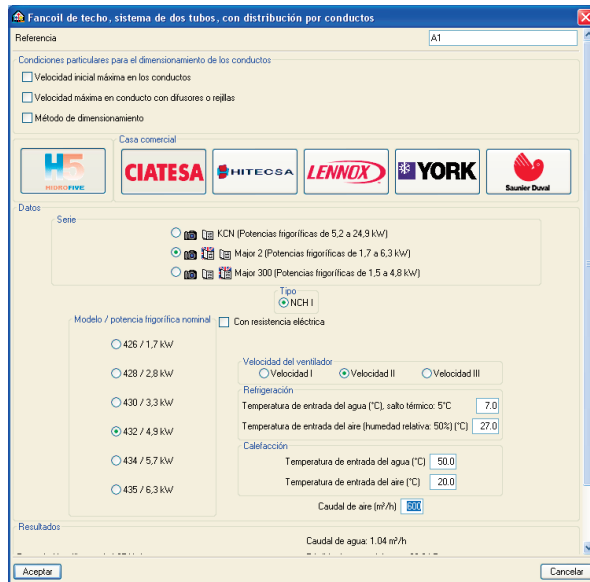 Fancoil de techo, sistema de dos tubos, con distribución por conductos
Referencia A1
Condiciones particulares para el dimensionamiento de los conductos
Velocidad inicial máxima en los conductos
Velocidad máxima en conducto con difusores o rejillas
Método de dimensionamiento
Casa comercial
H5 HIDROFIVE CIATESA HITECSA LENNOX YORK Saunier Duval
Datos
Serie
KCN (Potencias frigoríficas de 5,2 a 24,9 kW)
Major 2 (Potencias frigoríficas de 1,7 a 6,3 kW)
Major 300 (Potencias frigoríficas de 1,5 a 4,8 kW)
Tipo
NCH I
Modelo / potencia frigorífica nominal
Con resistencia eléctrica
426 / 1,7 kW
428 / 2,8 kW
430 / 3,3 kW
432 / 4,9 kW
434 / 5,7 kW
435 / 6,3 kW
Velocidad del ventilador
Velocidad I Velocidad II Velocidad III
Refrigeración
Temperatura de entrada del agua (°C), salto térmico: 5°C 7.0
Temperatura de entrada del aire (humedad relativa: 50%) (°C) 27.0
Calefacción
Temperatura de entrada del agua (°C) 50.0
Temperatura de entrada del aire (°C) 20.0
Caudal de aire (m³/h) 600
Resultados
Caudal de agua: 1.04 m³/h
Aceptar Cancelar